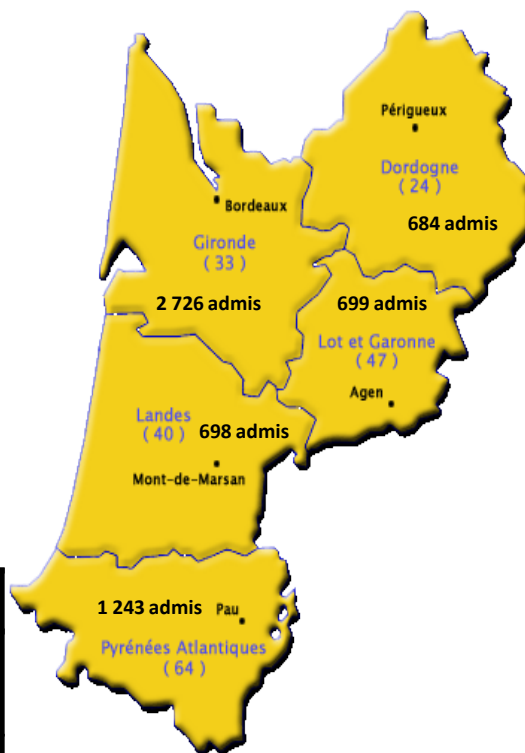 Périgueux
Dordogne
( 24 )
684 admis
Bordeaux
Gironde
( 33 )
2 726 admis
699 admis
Lot et Garonne
( 47 )
Agen
Landes
( 40 )
698 admis
Mont-de-Marsan
1 243 admis
Pau
Pyrénées Atlantiques
( 64 )